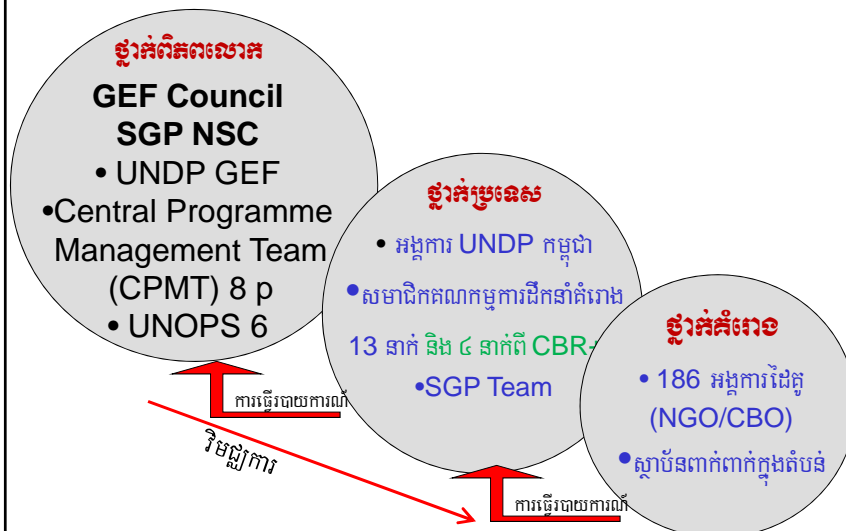 ថ្នាក់ពិភពលោក
GEF Council
SGP NSC
• UNDP GEF
•Central Programme
Management Team
(CPMT) 8 p
• UNOPS 6
ថ្នាក់ប្រទេស
• អង្គការ UNDP កម្ពុជា
•សមាជិកគណកម្មការដឹកនាំគំរោង
13 នាក់ និង ៤ នាក់ពី CBR-
•SGP Team
ថ្នាក់គំរោង
• 186 អង្គការដៃគូ
(NGO/CBO)
•ស្ថាប័នពាក់ពាក់ក្នុងតំបន់
ការធ្វើរបាយការណ៍
វិមជ្ឈការ
ការធ្វើរបាយការណ៍